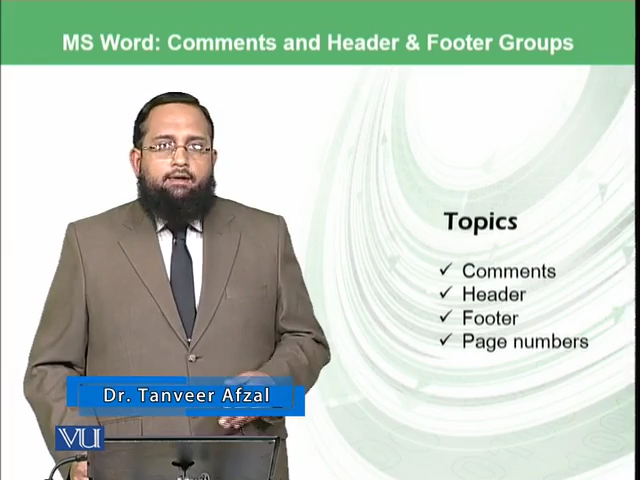 MS Word: Comments and Header & Footer Groups
Topics
✓ Comments
✓ Header
✓ Footer
✓ Page numbers
Dr. Tanveer Afzal
VU